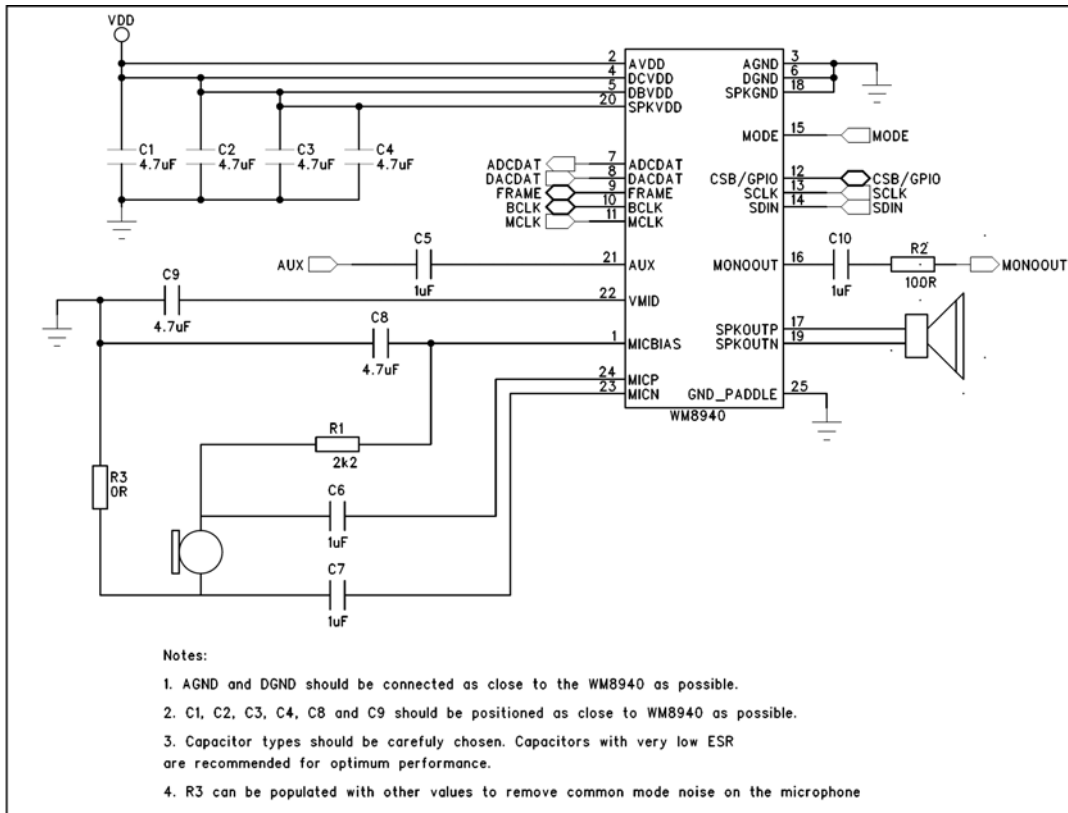 VDD
2 AVDD
4 DCVDD
5 DBVDD
20 SPKVDD
AGND 3
DGND 6
SPKGND 18
MODE 15 MODE
C1
4.7uF
C2
4.7uF
C3
4.7uF
C4
4.7uF
ADCDAT 7 ADCDAT
DACDAT 8 DACDAT
FRAME 9 FRAME
BCLK 10 BCLK
MCLK 11 MCLK
CSB/GPIO 12 CSB/GPIO
SCLK 13 SCLK
SDIN 14 SDIN
AUX
C5
1uF
21 AUX
MONOOUT 16
C10
1uF
R2
100R
MONOOUT
C9
4.7uF
22 VMID
C8
4.7uF
1 MICBIAS
SPKOUTP 17
SPKOUTN 19
24 MICP
23 MICN
GND_PADDLE 25
WM8940
R1
2k2
R3
0R
C6
1uF
C7
1uF
Notes:
1. AGND and DGND should be connected as close to the WM8940 as possible.
2. C1, C2, C3, C4, C8 and C9 should be positioned as close to WM8940 as possible.
3. Capacitor types should be carefuly chosen. Capacitors with very low ESR
are recommended for optimum performance.
4. R3 can be populated with other values to remove common mode noise on the microphone